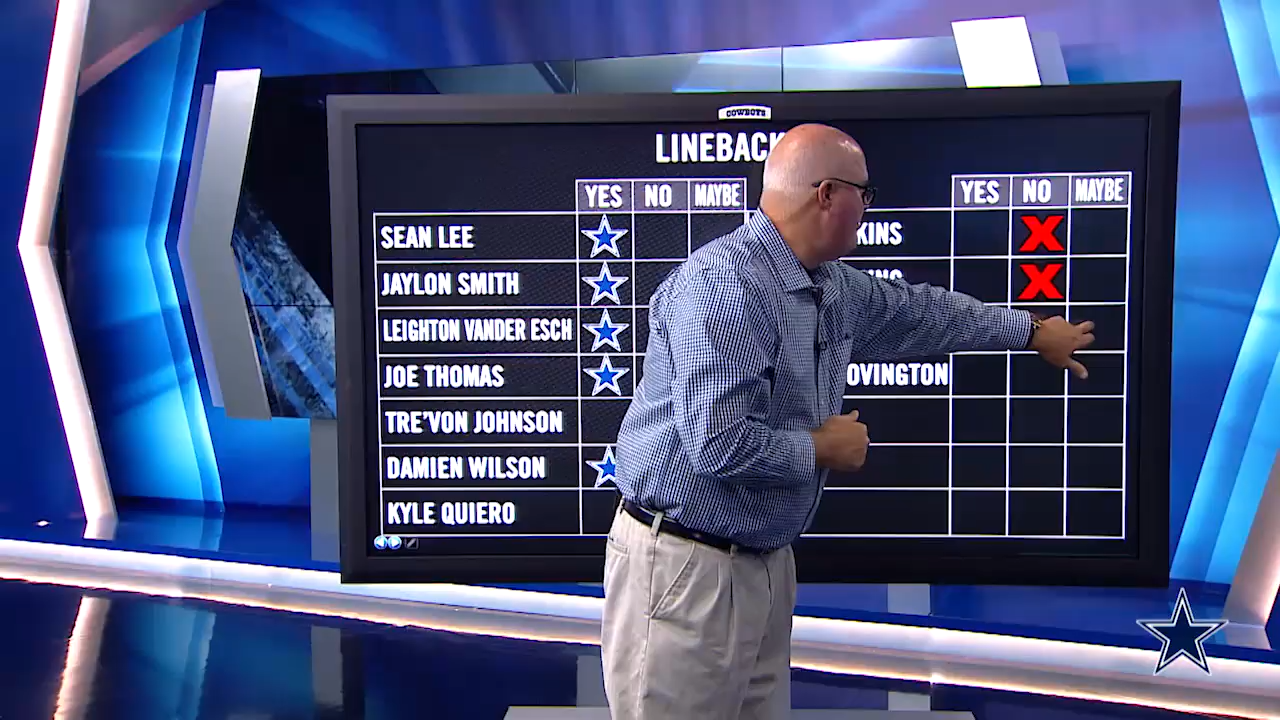 COWBOYS
LINEBACK
YES NO MAYBE
SEAN LEE
JAYLON SMITH
LEIGHTON VANDER ESCH
JOE THOMAS
TRE'VON JOHNSON
DAMIEN WILSON
KYLE QUIERO
YES NO MAYBE
KINS
OVINGTON